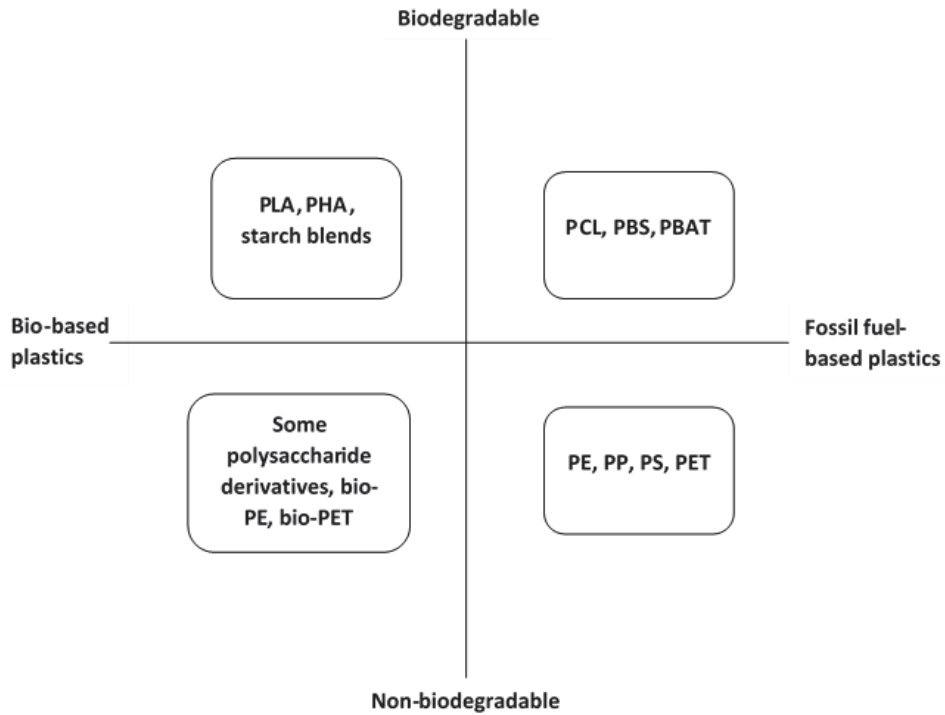 Biodegradable
PLA, PHA,
starch blends
PCL, PBS, PBAT
Bio-based
plastics
Fossil fuel-
based plastics
Some
polysaccharide
derivatives, bio-
PE, bio-PET
PE, PP, PS, PET
Non-biodegradable